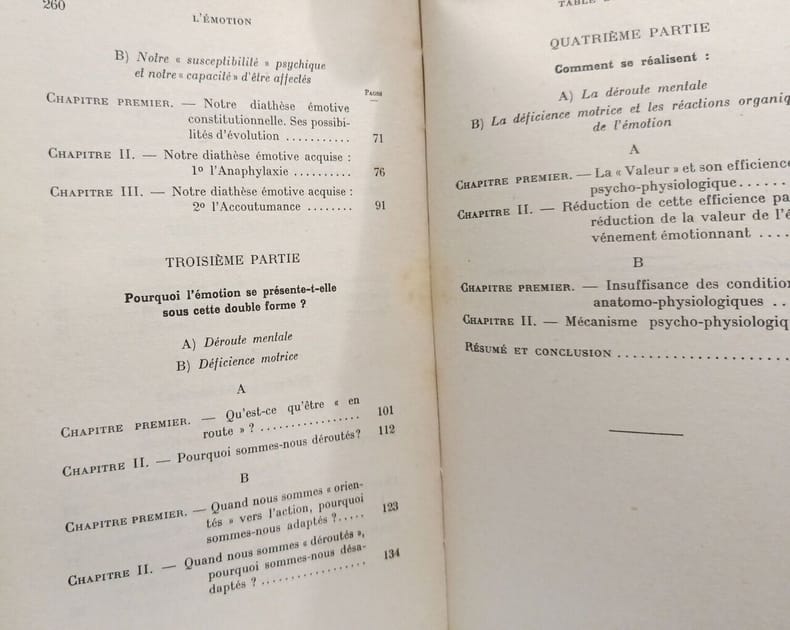 260
L'ÉMOTION
B) Notre « susceptibilité » psychique
et notre « capacité » d'être affectés
Pages
CHAPITRE PREMIER. — Notre diathèse émotive
constitutionnelle. Ses possibi-
lités d'évolution ........... 71
CHAPITRE II. — Notre diathèse émotive acquise :
1º l'Anaphylaxie .......... 76
CHAPITRE III. — Notre diathèse émotive acquise :
2º l'Accoutumance ........ 91
TROISIÈME PARTIE
Pourquoi l'émotion se présente-t-elle
sous cette double forme ?
A) Déroute mentale
B) Déficience motrice
A
CHAPITRE PREMIER. — Qu'est-ce qu'être « en
route » ? ................ 101
CHAPITRE II. — Pourquoi sommes-nous déroutés? 112
B
CHAPITRE PREMIER. — Quand nous sommes « orien-
tés » vers l'action, pourquoi
sommes-nous adaptés ?..... 123
CHAPITRE II. — Quand nous sommes « déroutés »,
pourquoi sommes-nous désa-
daptés ? ................. 134
TABLE
QUATRIÈME PARTIE
Comment se réalisent :
A) La déroute mentale
B) La déficience motrice et les réactions organiq
de l'émotion
A
CHAPITRE PREMIER. — La « Valeur » et son efficienc
psycho-physiologique......
CHAPITRE II. — Réduction de cette efficience pa
réduction de la valeur de l'é
vénement émotionnant ....
B
CHAPITRE PREMIER. — Insuffisance des condition
anatomo-physiologiques ..
CHAPITRE II. — Mécanisme psycho-physiologiq
RÉSUMÉ ET CONCLUSION ....................